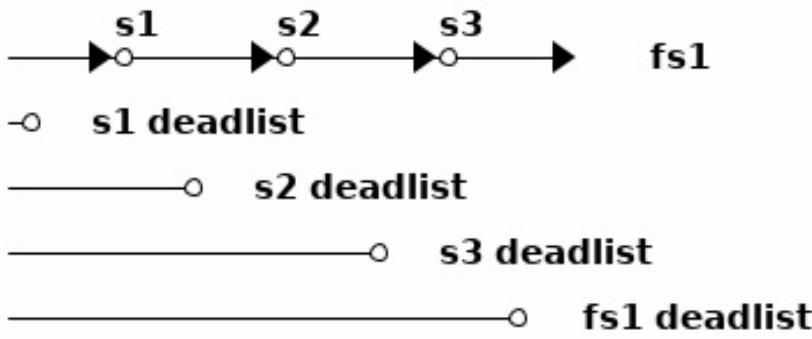 s1 s2 s3
fs1
s1 deadlist
s2 deadlist
s3 deadlist
fs1 deadlist